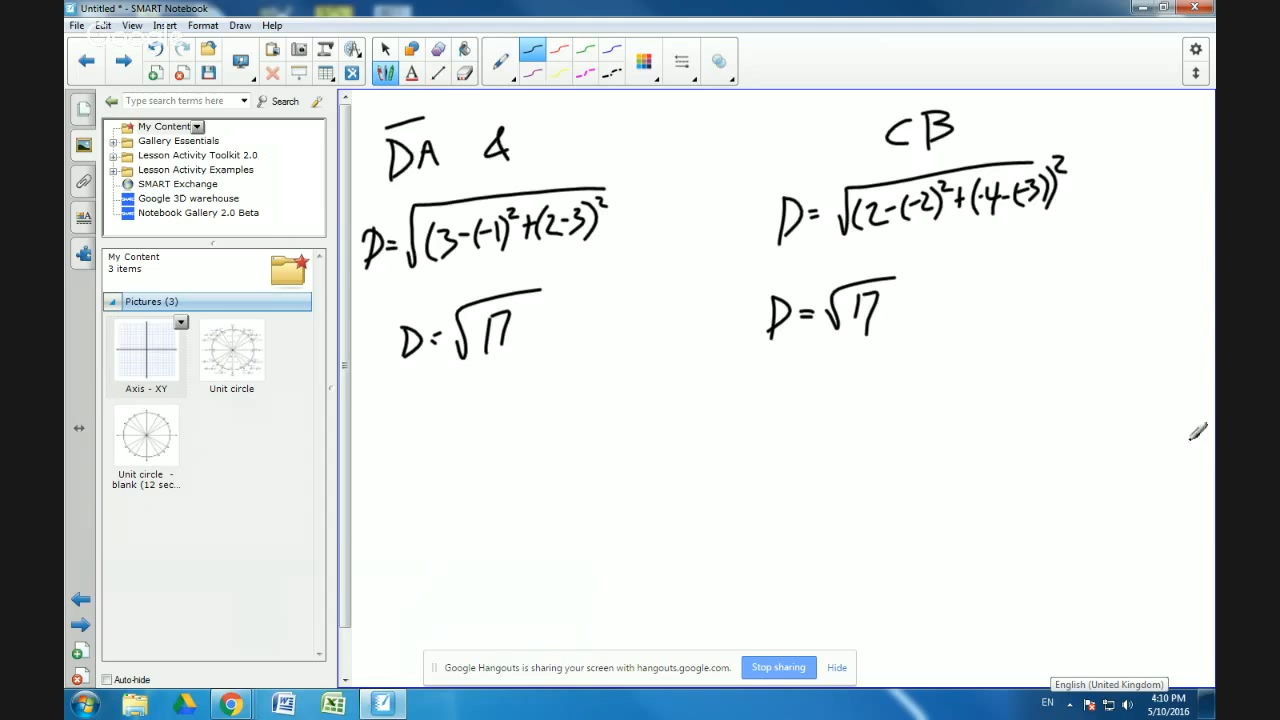 Untitled * - SMART Notebook
File Edit View Insert Format Draw Help
Google
Type search terms here
Search
My Content
Gallery Essentials
Lesson Activity Toolkit 2.0
Lesson Activity Examples
SMART Exchange
Google 3D warehouse
Notebook Gallery 2.0 Beta
My Content
3 items
Pictures (3)
Axis - XY
Unit circle
Unit circle -
blank (12 sec...
Auto-hide
DA & CB
D=√(3-(-1)²+(2-3)²
D=√(2-(-2)²+(-4-(-3))²
D=√17
D=√17
Google Hangouts is sharing your screen with hangouts.google.com. Stop sharing Hide
English (United Kingdom)
EN
4:10 PM
5/10/2016